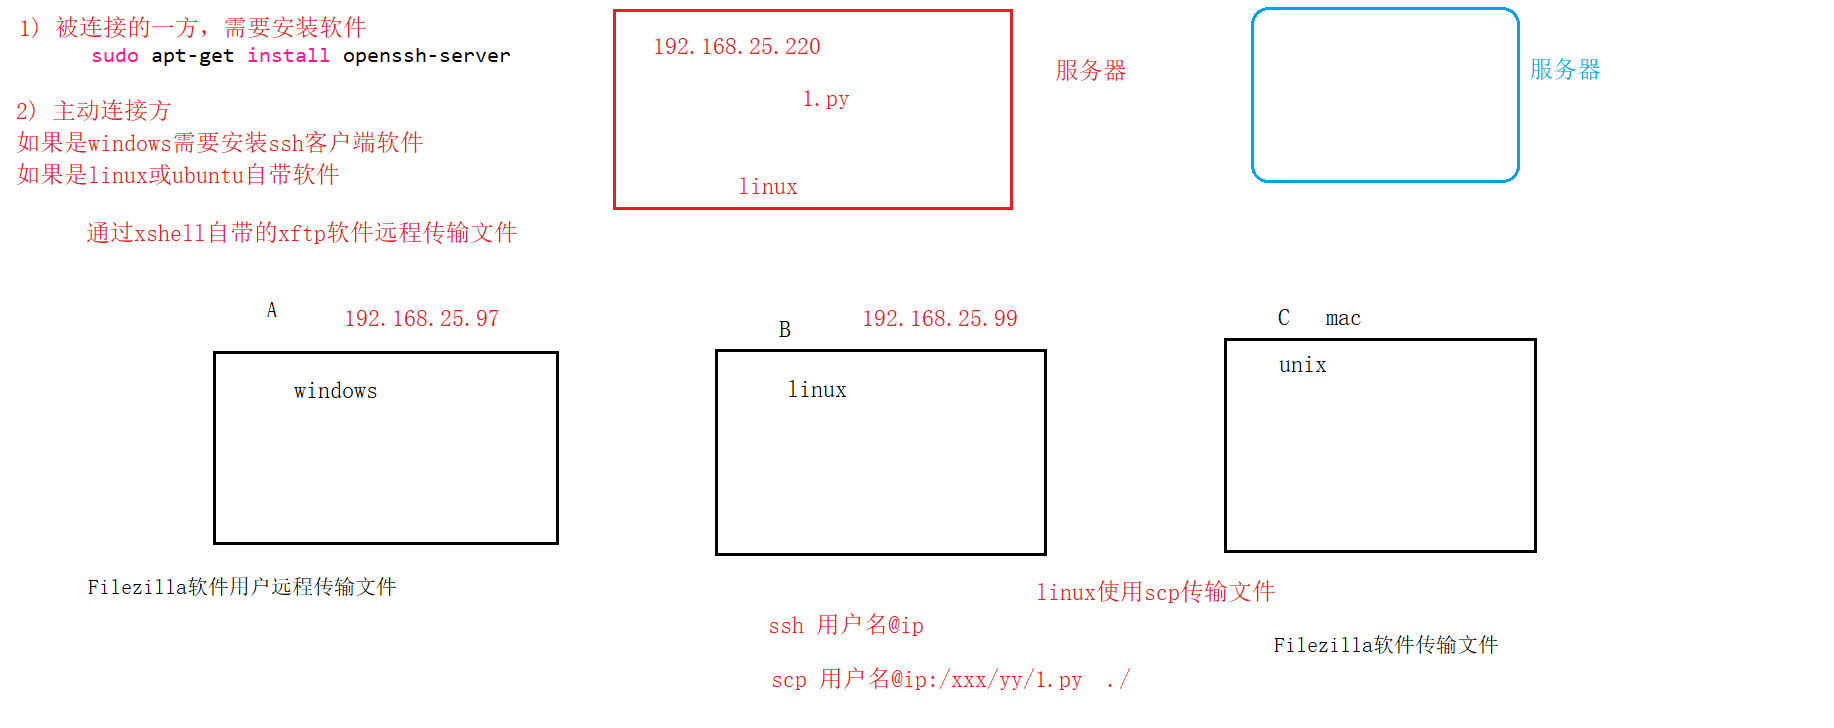 1) 被连接的一方，需要安装软件
sudo apt-get install openssh-server
2) 主动连接方
如果是windows需要安装ssh客户端软件
如果是linux或ubuntu自带软件
通过xshell自带的xftp软件远程传输文件
192.168.25.220
1.py
linux
服务器
服务器
A
192.168.25.97
windows
B
192.168.25.99
linux
C mac
unix
Filezilla软件用户远程传输文件
linux使用scp传输文件
ssh 用户名@ip
Filezilla软件传输文件
scp 用户名@ip:/xxx/yy/1.py ./